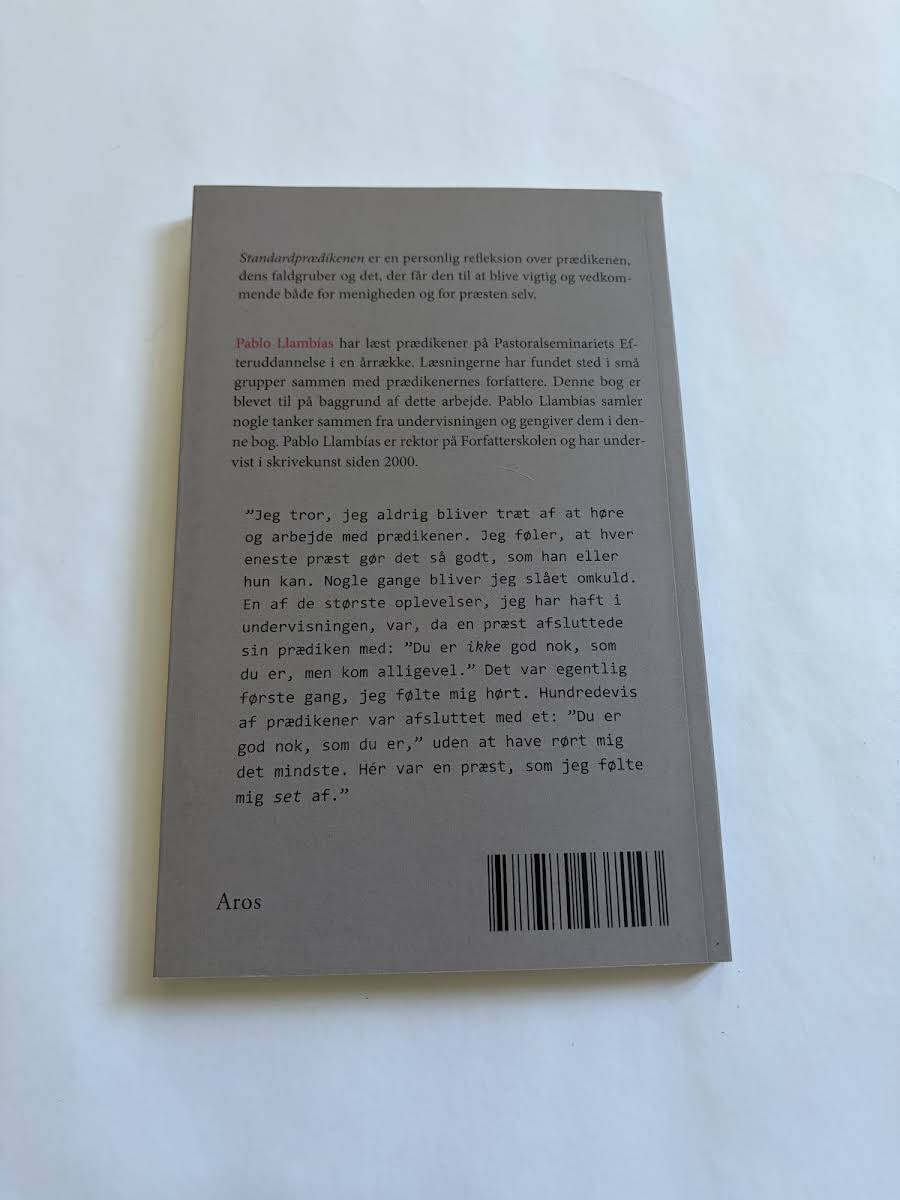 Standardprædikenen er en personlig refleksion over prædikenen,
dens faldgruber og det, der får den til at blive vigtig og vedkom-
mende både for menigheden og for præsten selv.
Pablo Llambías har læst prædikener på Pastoralseminariets Ef-
teruddannelse i en årrække. Læsningerne har fundet sted i små
grupper sammen med prædikenernes forfattere. Denne bog er
blevet til på baggrund af dette arbejde. Pablo Llambías samler
nogle tanker sammen fra undervisningen og gengiver dem i den-
ne bog. Pablo Llambías er rektor på Forfatterskolen og har under-
vist i skrivekunst siden 2000.
”Jeg tror, jeg aldrig bliver træt af at høre
og arbejde med prædikener. Jeg føler, at hver
eneste præst gør det så godt, som han eller
hun kan. Nogle gange bliver jeg slået omkuld.
En af de største oplevelser, jeg har haft i
undervisningen, var, da en præst afsluttede
sin prædiken med: ”Du er ikke god nok, som
du er, men kom alligevel.” Det var egentlig
første gang, jeg følte mig hørt. Hundredevis
af prædikener var afsluttet med et: ”Du er
god nok, som du er,” uden at have rørt mig
det mindste. Hér var en præst, som jeg følte
mig set af.”
Aros